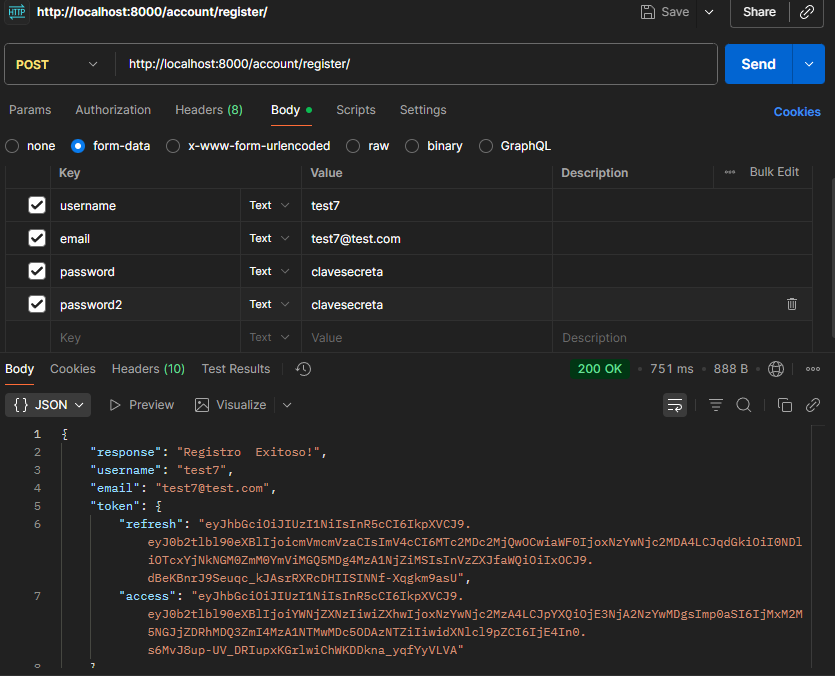 HTTP http://localhost:8000/account/register/ Save Share
POST http://localhost:8000/account/register/ Send
Params Authorization Headers (8) Body Scripts Settings Cookies
none form-data x-www-form-urlencoded raw binary GraphQL
Key Value Description Bulk Edit
username Text test7
email Text test7@test.com
password Text clavesecreta
password2 Text clavesecreta
Key Text Value Description
Body Cookies Headers (10) Test Results 200 OK 751 ms 888 B
{} JSON Preview Visualize
1 {
2 "response": "Registro  Exitoso!",
3 "username": "test7",
4 "email": "test7@test.com",
5 "token": {
6 "refresh": "eyJhbGciOiJIUzI1NiIsInR5cCI6IkpXVCJ9.
eyJ0b2tlbl90eXBlIjoicmVmcmVzaCIsImV4cCI6MTc2MDc2MjQwOCwiaWF0IjoxNzYwNjc2MDA4LCJqdGkiOiI0NDli
OTcxYjNkNGM0ZmM0YmViMGQ5MDg4MzA1NjZiMSIsInVzZXJfaWQiOiIxOCJ9.
dBeKBnrJ9Seuqc_kJAsrRXRcDHIISINNf-Xqgkm9asU",
7 "access": "eyJhbGciOiJIUzI1NiIsInR5cCI6IkpXVCJ9.
eyJ0b2tlbl90eXBlIjoiYWNjZXNzIiwiZXhwIjoxNzYwNjc2MzA4LCJpYXQiOjE3NjA2NzYwMDgsImp0aSI6IjMxM2M
5NGJjZDRhMDQ3ZmI4MzA1NTMwMDc5ODAzNTZiIiwidXNlcl9pZCI6IjE4In0.
s6MvJ8up-UV_DRIupxKGrlwiChWKDDkna_yqfYyVLVA"
8 }